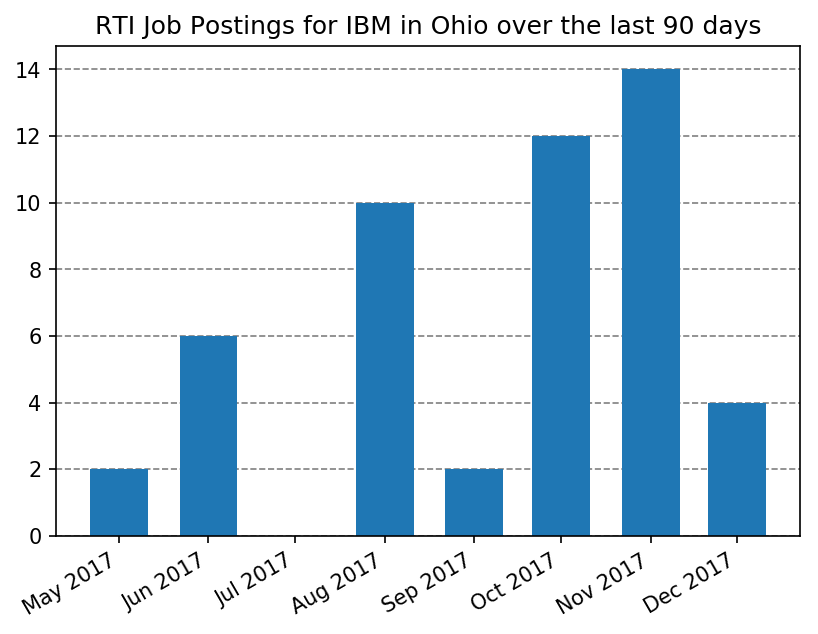 RTI Job Postings for IBM in Ohio over the last 90 days
14
12
10
8
6
4
2
0
May 2017
Jun 2017
Jul 2017
Aug 2017
Sep 2017
Oct 2017
Nov 2017
Dec 2017